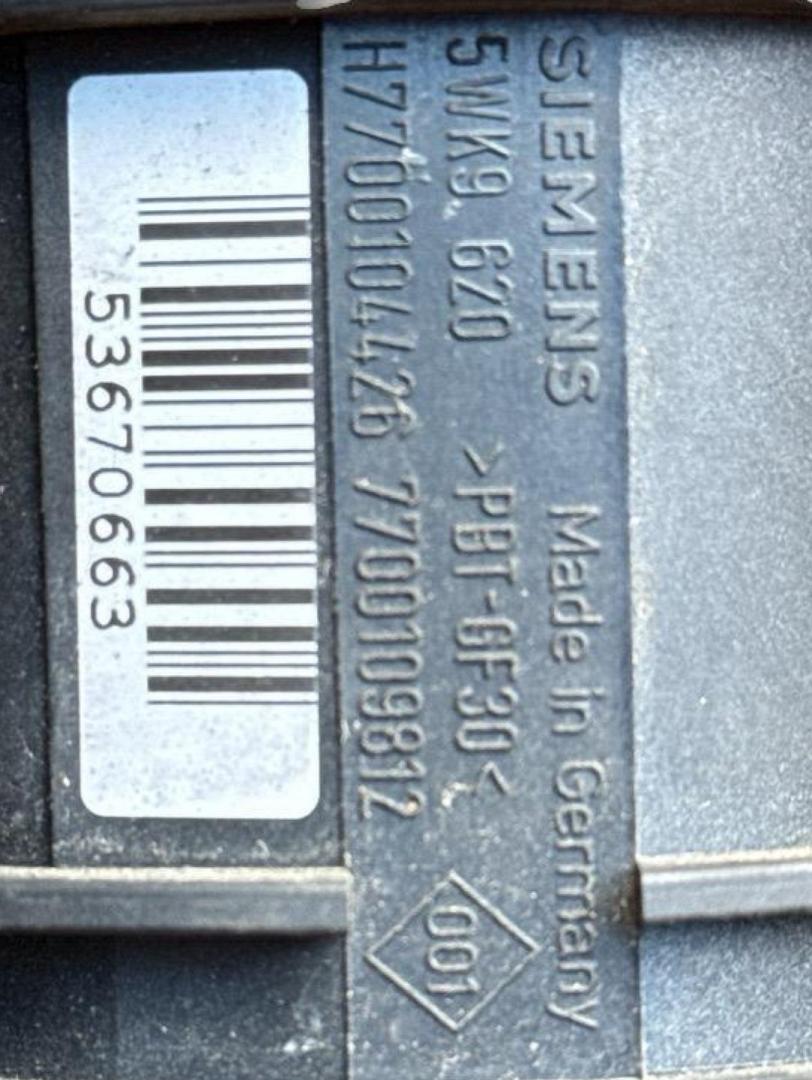 SIEMENS Made in Germany
5WK9 620 >PBT-GF30<
H7700104426 7700109812
001
53670663